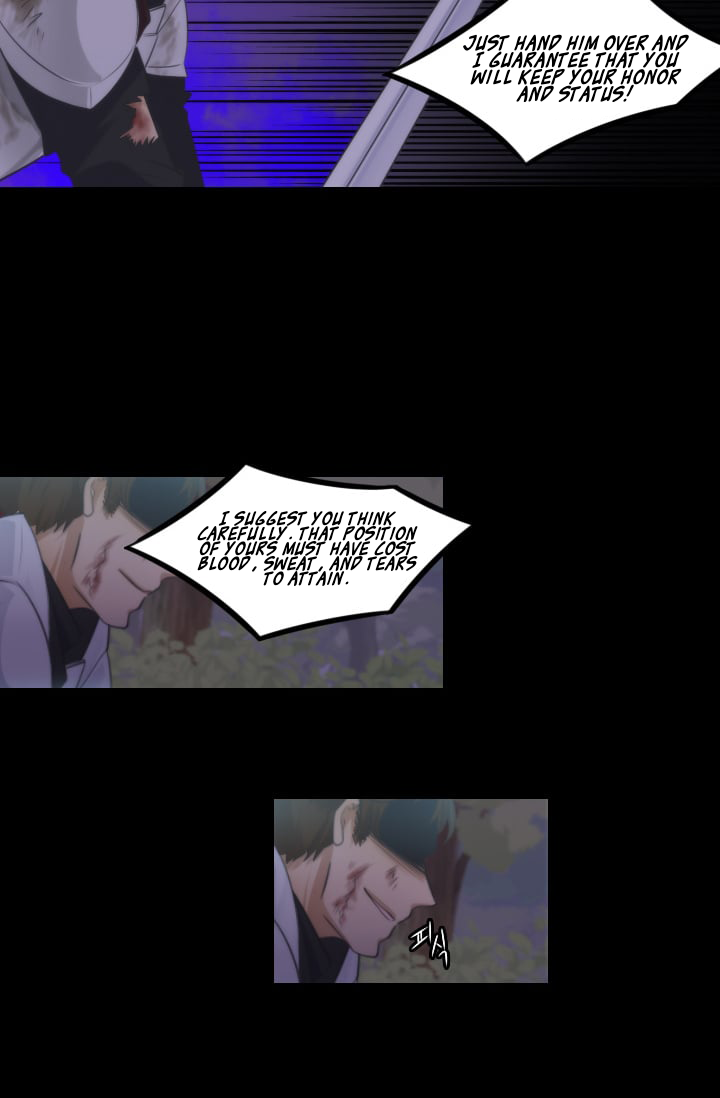 JUST HAND HIM OVER AND
I GUARANTEE THAT YOU
WILL KEEP YOUR HONOR
AND STATUS!
I SUGGEST YOU THINK
CAREFULLY. THAT POSITION
OF YOURS MUST HAVE COST
BLOOD, SWEAT, AND TEARS
TO ATTAIN.
피식